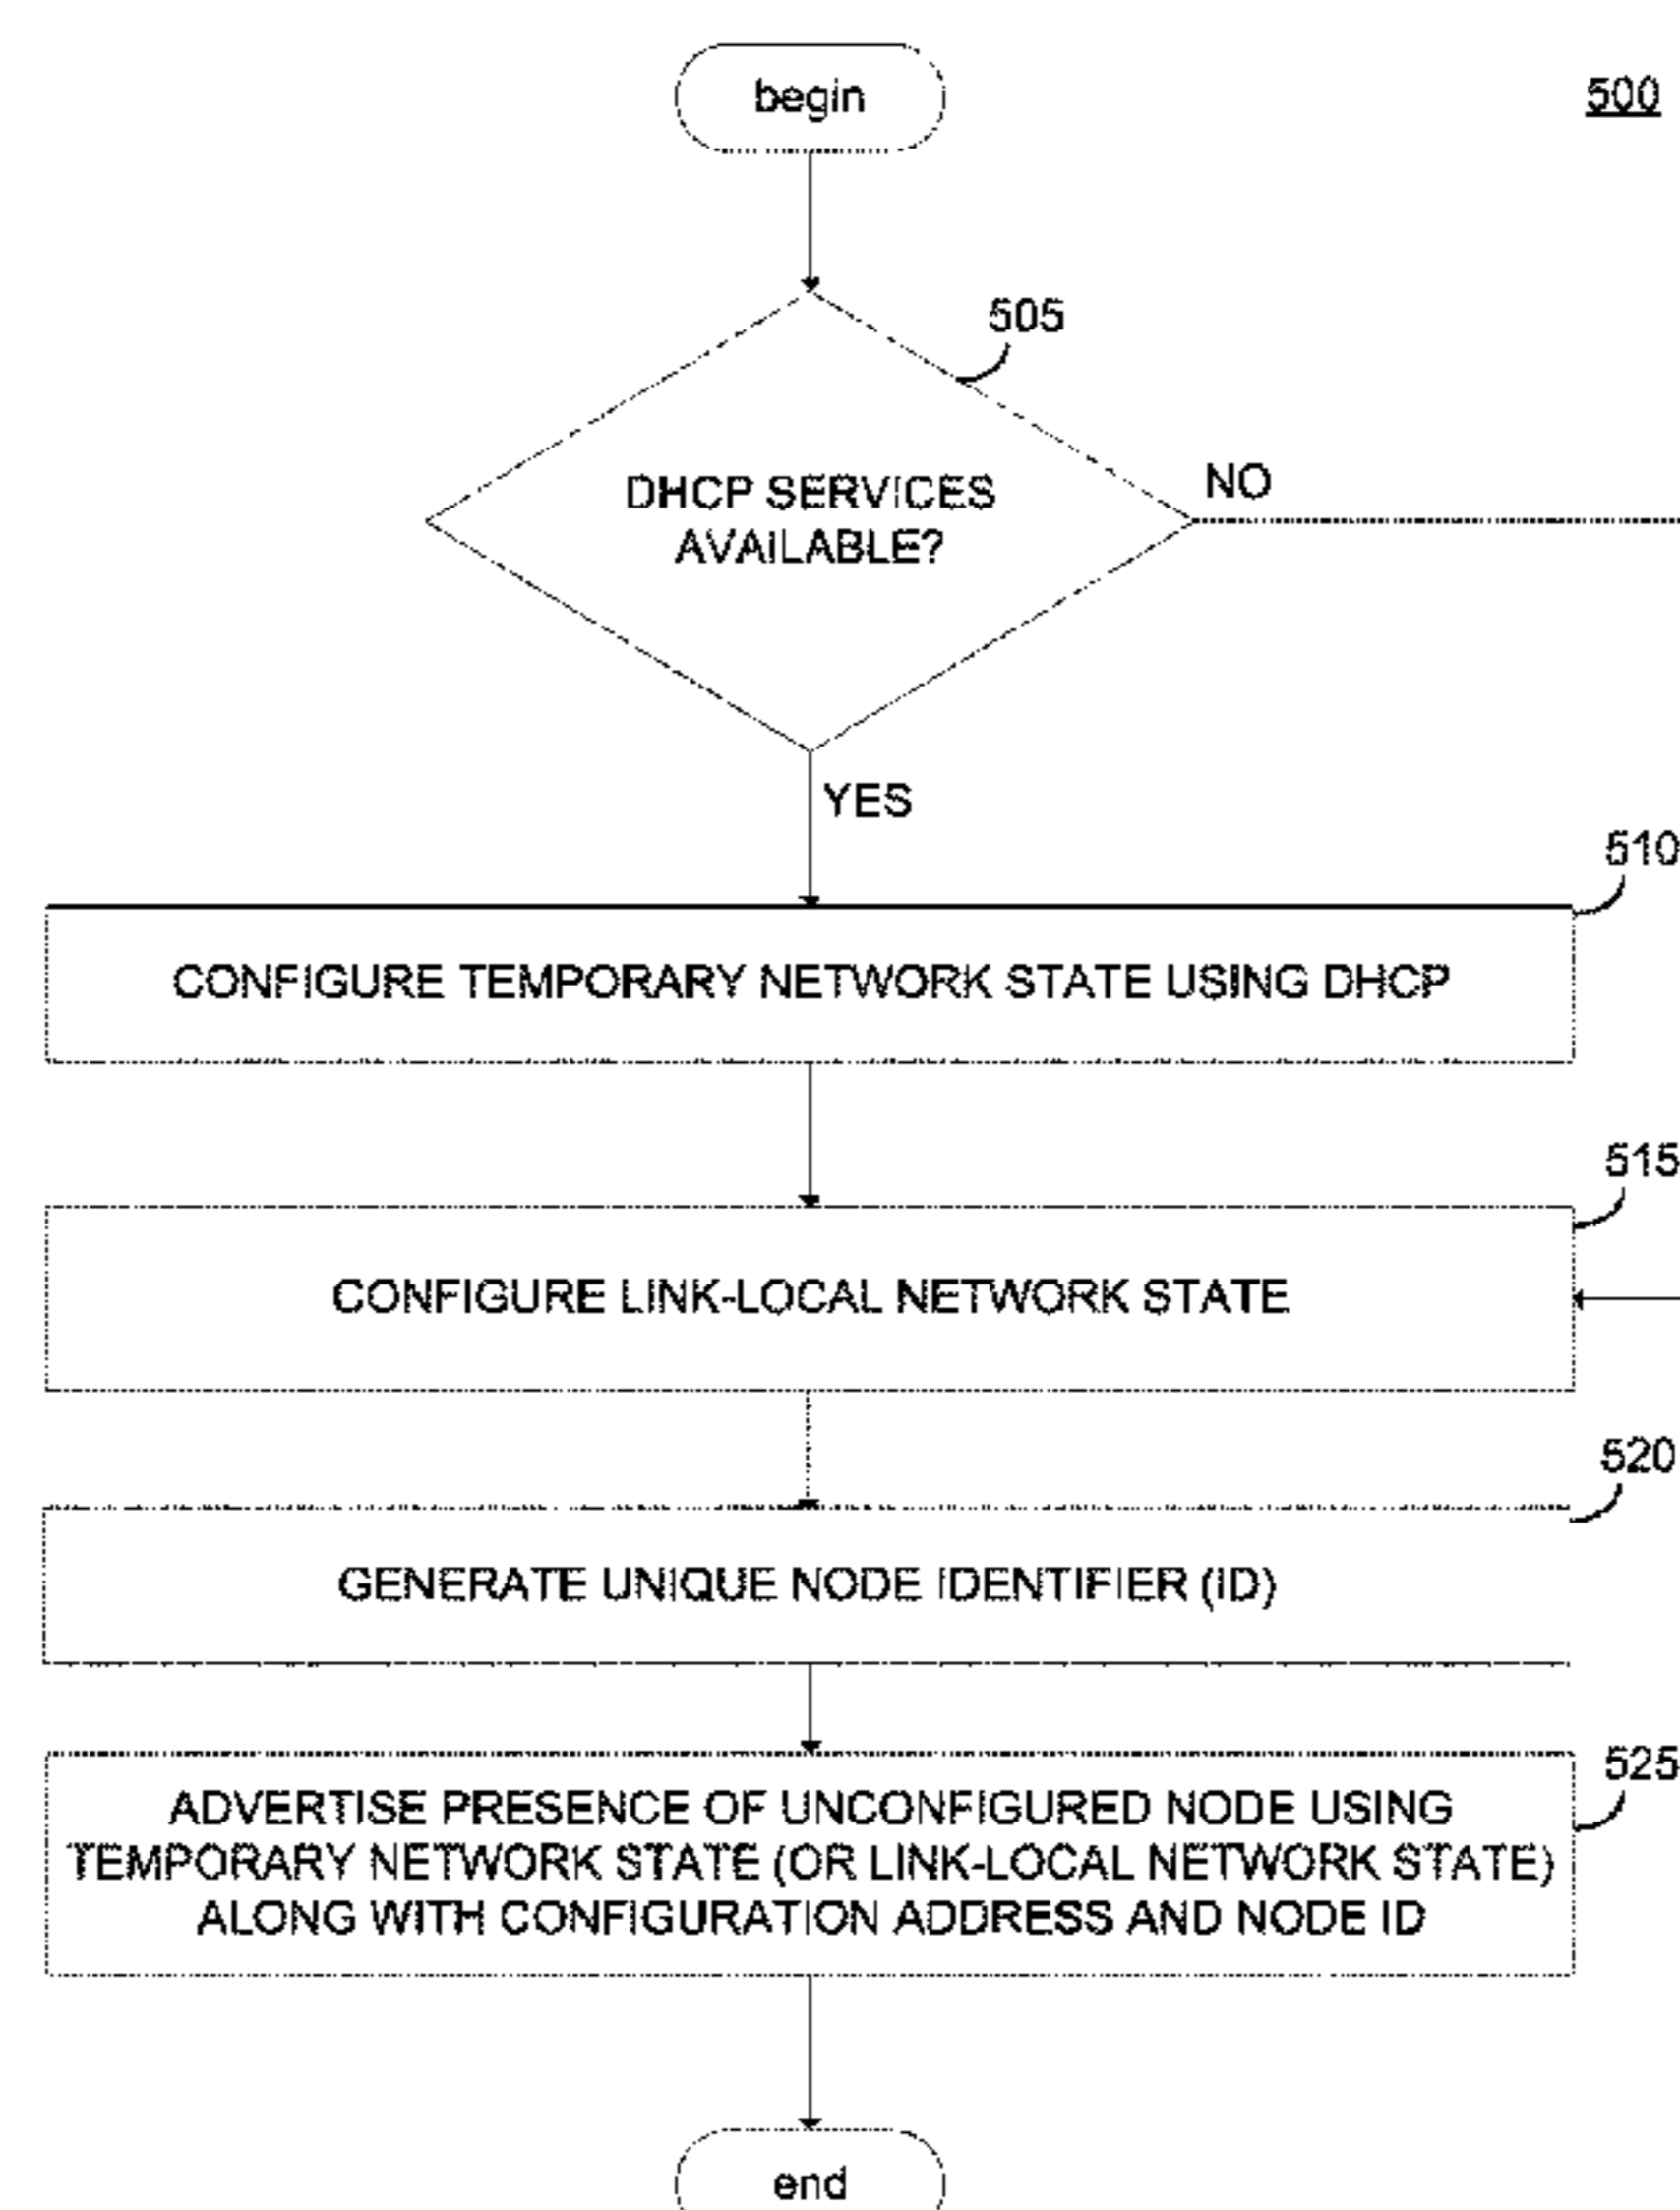 begin
500
505
DHCP SERVICES
AVAILABLE?
NO
YES
510
CONFIGURE TEMPORARY NETWORK STATE USING DHCP
515
CONFIGURE LINK-LOCAL NETWORK STATE
520
GENERATE UNIQUE NODE IDENTIFIER (ID)
525
ADVERTISE PRESENCE OF UNCONFIGURED NODE USING
TEMPORARY NETWORK STATE (OR LINK-LOCAL NETWORK STATE)
ALONG WITH CONFIGURATION ADDRESS AND NODE ID
end